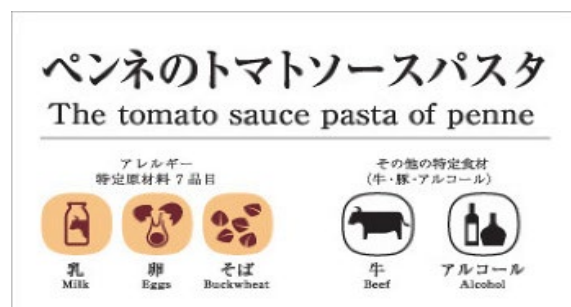 ペンネのトマトソースパスタ
The tomato sauce pasta of penne
アレルギー
特定原材料7品目
その他の特定食材
(牛・豚・アルコール)
乳
Milk
卵
Eggs
そば
Buckwheat
牛
Beef
アルコール
Alcohol